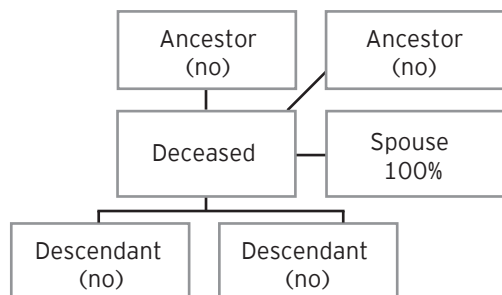 Ancestor
(no)
Ancestor
(no)
Deceased
Spouse
100%
Descendant
(no)
Descendant
(no)